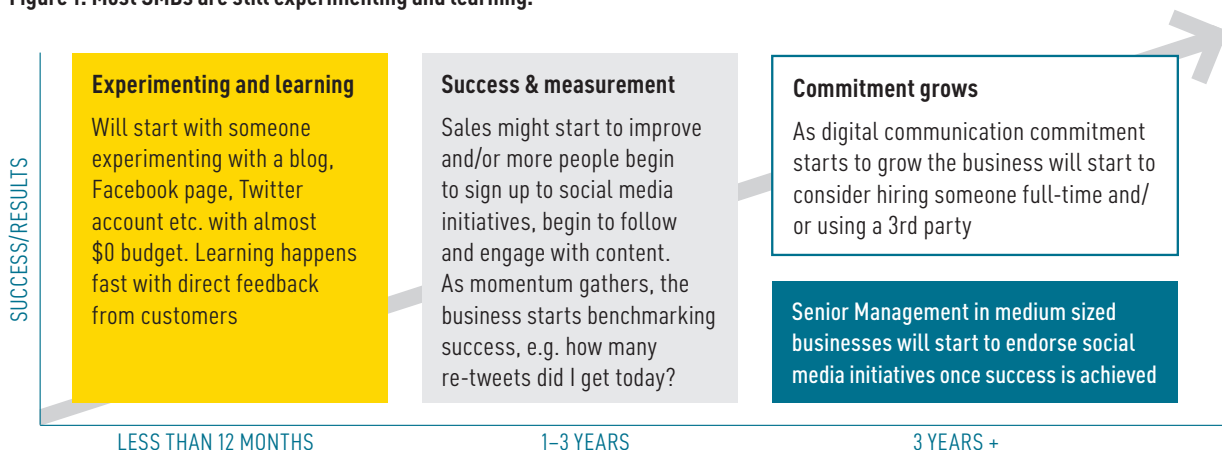 Figure 1. Most SMBs are still experimenting and learning.
SUCCESS/RESULTS
Experimenting and learning
Will start with someone
experimenting with a blog,
Facebook page, Twitter
account etc. with almost
$0 budget. Learning happens
fast with direct feedback
from customers
Success & measurement
Sales might start to improve
and/or more people begin
to sign up to social media
initiatives, begin to follow
and engage with content.
As momentum gathers, the
business starts benchmarking
success, e.g. how many
re-tweets did I get today?
Commitment grows
As digital communication commitment
starts to grow the business will start to
consider hiring someone full-time and/
or using a 3rd party
Senior Management in medium sized
businesses will start to endorse social
media initiatives once success is achieved
LESS THAN 12 MONTHS
1–3 YEARS
3 YEARS +